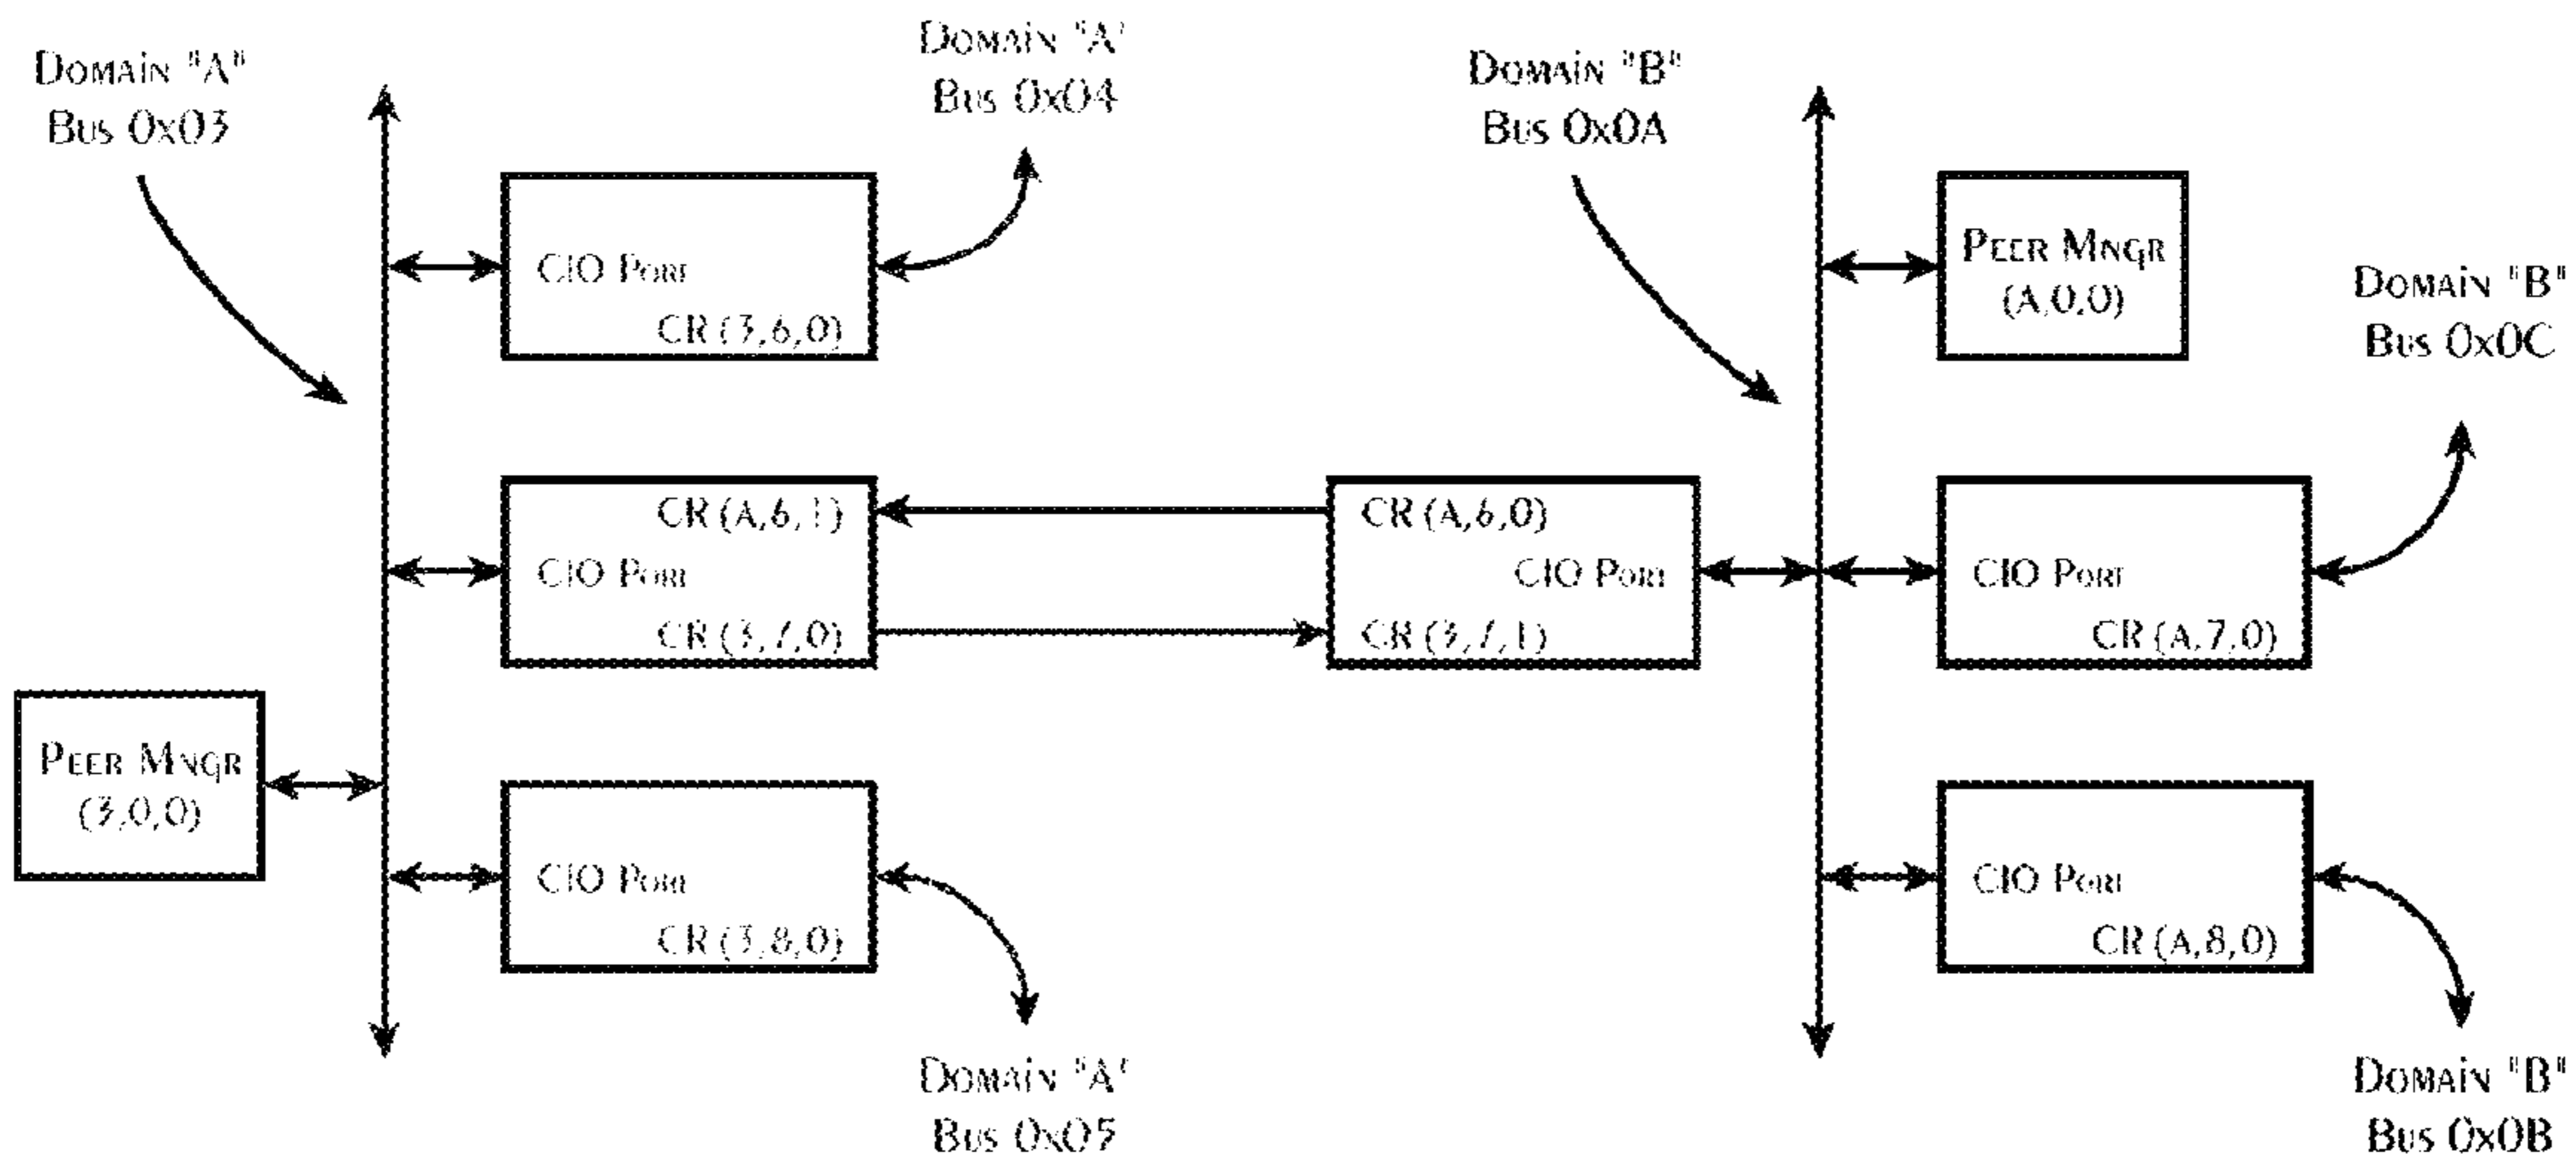 Domain "A"
Bus 0x03
Domain "A"
Bus 0x04
CIO Port
CR (3,6,0)
CR (A,6,1)
CIO Port
CR (3,7,0)
Peer Mngr
(3,0,0)
CIO Port
CR (3,8,0)
Domain "A"
Bus 0x05
Domain "B"
Bus 0x0A
Peer Mngr
(A,0,0)
Domain "B"
Bus 0x0C
CR (A,6,0)
CIO Port
CR (3,7,1)
CIO Port
CR (A,7,0)
CIO Port
CR (A,8,0)
Domain "B"
Bus 0x0B